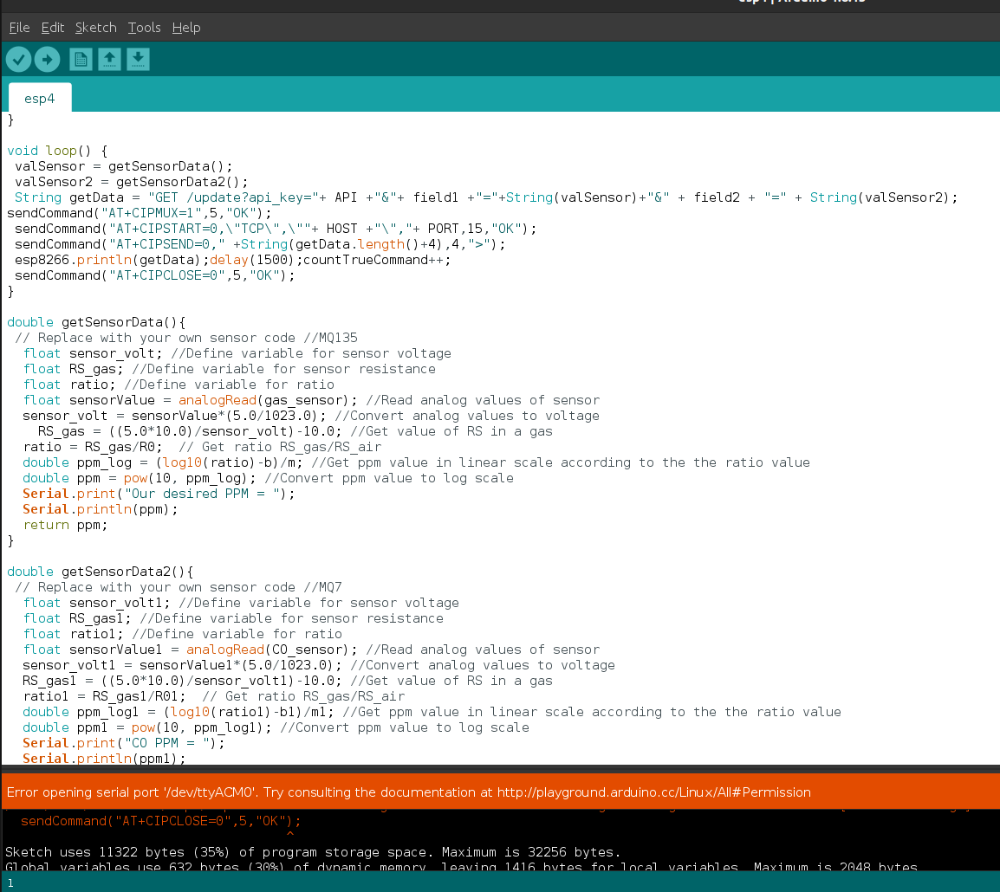 File Edit Sketch Tools Help
esp4
}
void loop() {
valSensor = getSensorData();
valSensor2 = getSensorData2();
String getData = "GET /update?api_key="+ API +"&"+ field1 +"="+String(valSensor)+"&" + field2 + "=" + String(valSensor2);
sendCommand("AT+CIPMUX=1",5,"OK");
sendCommand("AT+CIPSTART=0,\"TCP\",\""+ HOST +"\","+ PORT,15,"OK");
sendCommand("AT+CIPSEND=0," +String(getData.length()+4),4,">");
esp8266.println(getData);delay(1500);countTrueCommand++;
sendCommand("AT+CIPCLOSE=0",5,"OK");
}
double getSensorData(){
// Replace with your own sensor code //MQ135
float sensor_volt; //Define variable for sensor voltage
float RS_gas; //Define variable for sensor resistance
float ratio; //Define variable for ratio
float sensorValue = analogRead(gas_sensor); //Read analog values of sensor
sensor_volt = sensorValue*(5.0/1023.0); //Convert analog values to voltage
RS_gas = ((5.0*10.0)/sensor_volt)-10.0; //Get value of RS in a gas
ratio = RS_gas/R0;  // Get ratio RS_gas/RS_air
double ppm_log = (log10(ratio)-b)/m; //Get ppm value in linear scale according to the the ratio value
double ppm = pow(10, ppm_log); //Convert ppm value to log scale
Serial.print("Our desired PPM = ");
Serial.println(ppm);
return ppm;
}
double getSensorData2(){
// Replace with your own sensor code //MQ7
float sensor_volt1; //Define variable for sensor voltage
float RS_gas1; //Define variable for sensor resistance
float ratio1; //Define variable for ratio
float sensorValue1 = analogRead(CO_sensor); //Read analog values of sensor
sensor_volt1 = sensorValue1*(5.0/1023.0); //Convert analog values to voltage
RS_gas1 = ((5.0*10.0)/sensor_volt1)-10.0; //Get value of RS in a gas
ratio1 = RS_gas1/R01;  // Get ratio RS_gas/RS_air
double ppm_log1 = (log10(ratio1)-b1)/m1; //Get ppm value in linear scale according to the the ratio value
double ppm1 = pow(10, ppm_log1); //Convert ppm value to log scale
Serial.print("CO PPM = ");
Serial.println(ppm1);
Error opening serial port '/dev/ttyACM0'. Try consulting the documentation at http://playground.arduino.cc/Linux/All#Permission
sendCommand("AT+CIPCLOSE=0",5,"OK");
^
Sketch uses 11322 bytes (35%) of program storage space. Maximum is 32256 bytes.
Global variables use 632 bytes (30%) of dynamic memory, leaving 1416 bytes for local variables. Maximum is 2048 bytes.
1